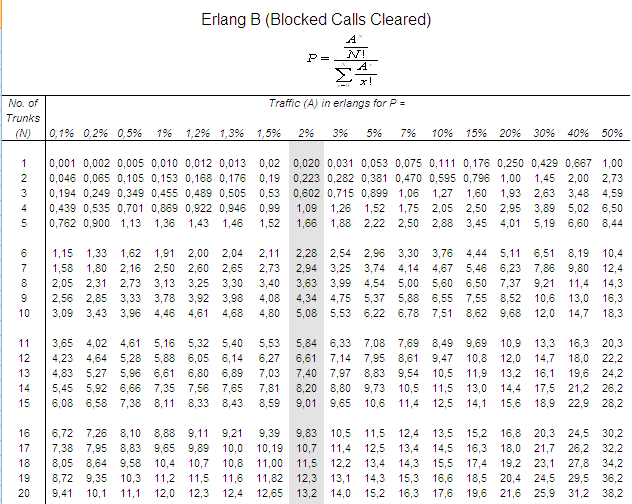 Erlang B (Blocked Calls Cleared)
P = A^N / N! / Σ A^x / x!
No. of Traffic (A) in erlangs for P =
Trunks
(N) 0,1% 0,2% 0,5% 1% 1,2% 1,3% 1,5% 2% 3% 5% 7% 10% 15% 20% 30% 40% 50%
1 0,001 0,002 0,005 0,010 0,012 0,013 0,02 0,020 0,031 0,053 0,075 0,111 0,176 0,250 0,429 0,667 1,00
2 0,046 0,065 0,105 0,153 0,168 0,176 0,19 0,223 0,282 0,381 0,470 0,595 0,796 1,00 1,45 2,00 2,73
3 0,194 0,249 0,349 0,455 0,489 0,505 0,53 0,602 0,715 0,899 1,06 1,27 1,60 1,93 2,63 3,48 4,59
4 0,439 0,535 0,701 0,869 0,922 0,946 0,99 1,09 1,26 1,52 1,75 2,05 2,50 2,95 3,89 5,02 6,50
5 0,762 0,900 1,13 1,36 1,43 1,46 1,52 1,66 1,88 2,22 2,50 2,88 3,45 4,01 5,19 6,60 8,44
6 1,15 1,33 1,62 1,91 2,00 2,04 2,11 2,28 2,54 2,96 3,30 3,76 4,44 5,11 6,51 8,19 10,4
7 1,58 1,80 2,16 2,50 2,60 2,65 2,73 2,94 3,25 3,74 4,14 4,67 5,46 6,23 7,86 9,80 12,4
8 2,05 2,31 2,73 3,13 3,25 3,30 3,40 3,63 3,99 4,54 5,00 5,60 6,50 7,37 9,21 11,4 14,3
9 2,56 2,85 3,33 3,78 3,92 3,98 4,08 4,34 4,75 5,37 5,88 6,55 7,55 8,52 10,6 13,0 16,3
10 3,09 3,43 3,96 4,46 4,61 4,68 4,80 5,08 5,53 6,22 6,78 7,51 8,62 9,68 12,0 14,7 18,3
11 3,65 4,02 4,61 5,16 5,32 5,40 5,53 5,84 6,33 7,08 7,69 8,49 9,69 10,9 13,3 16,3 20,3
12 4,23 4,64 5,28 5,88 6,05 6,14 6,27 6,61 7,14 7,95 8,61 9,47 10,8 12,0 14,7 18,0 22,2
13 4,83 5,27 5,96 6,61 6,80 6,89 7,03 7,40 7,97 8,83 9,54 10,5 11,9 13,2 16,1 19,6 24,2
14 5,45 5,92 6,66 7,35 7,56 7,65 7,81 8,20 8,80 9,73 10,5 11,5 13,0 14,4 17,5 21,2 26,2
15 6,08 6,58 7,38 8,11 8,33 8,43 8,59 9,01 9,65 10,6 11,4 12,5 14,1 15,6 18,9 22,9 28,2
16 6,72 7,26 8,10 8,88 9,11 9,21 9,39 9,83 10,5 11,5 12,4 13,5 15,2 16,8 20,3 24,5 30,2
17 7,38 7,95 8,83 9,65 9,89 10,0 10,19 10,7 11,4 12,5 13,4 14,5 16,3 18,0 21,7 26,2 32,2
18 8,05 8,64 9,58 10,4 10,7 10,8 11,00 11,5 12,2 13,4 14,3 15,5 17,4 19,2 23,1 27,8 34,2
19 8,72 9,35 10,3 11,2 11,5 11,6 11,82 12,3 13,1 14,3 15,3 16,6 18,5 20,4 24,5 29,5 36,2
20 9,41 10,1 11,1 12,0 12,3 12,4 12,65 13,2 14,0 15,2 16,3 17,6 19,6 21,6 25,9 31,2 38,2